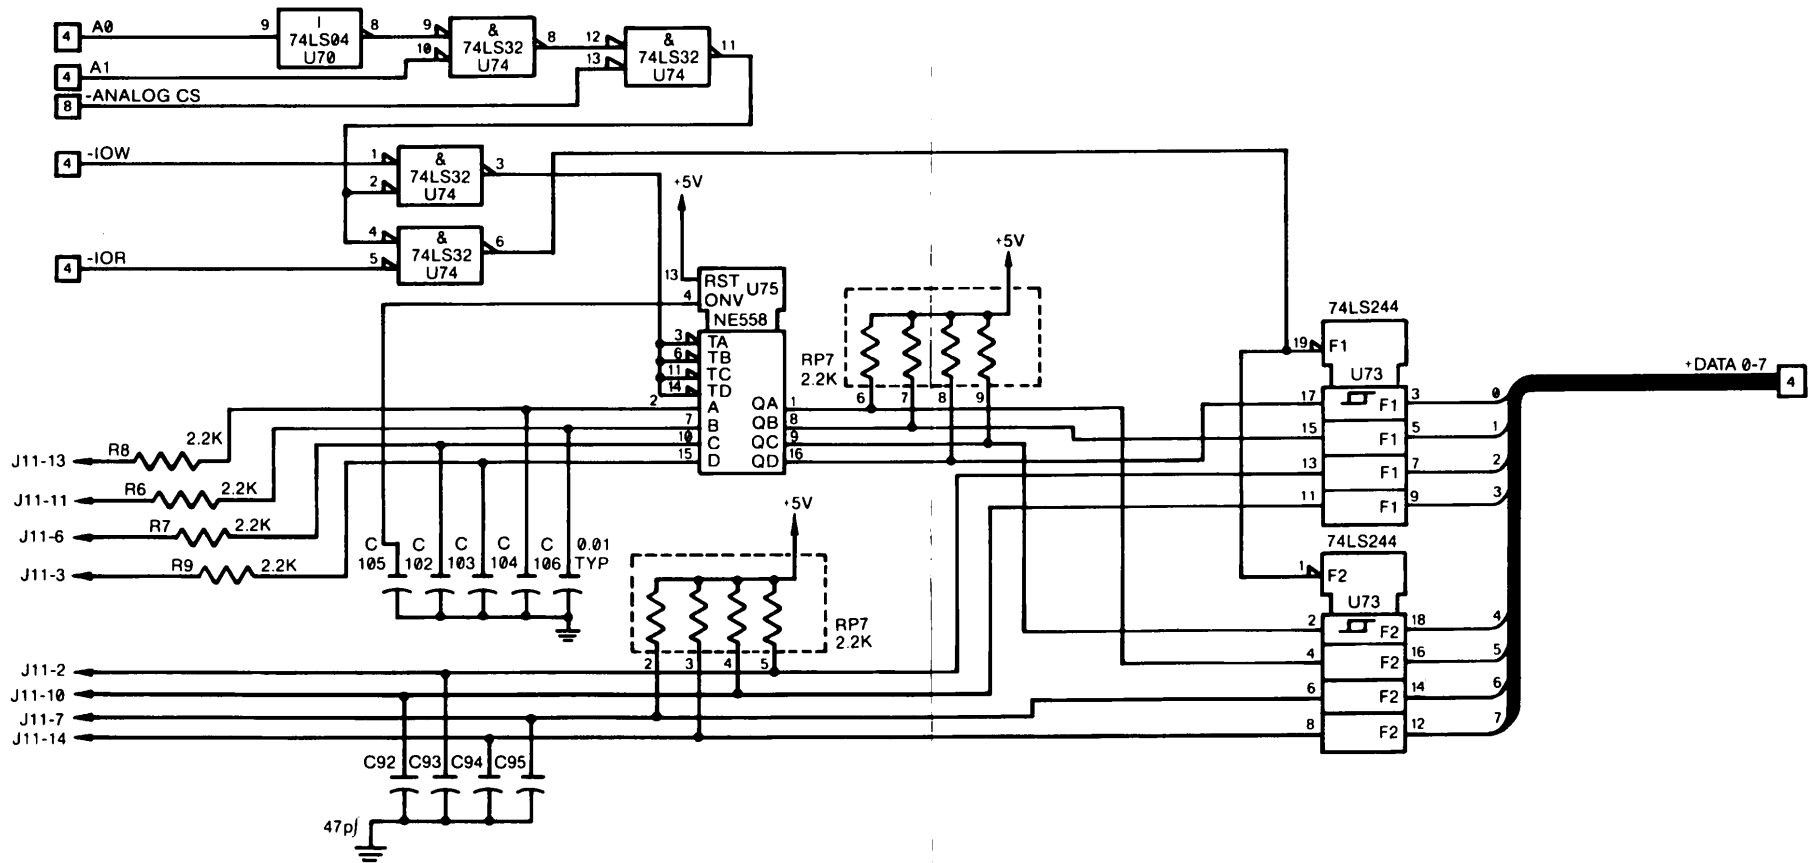 4 A0 9 I 74LS04 U70 8 9 10 & 74LS32 U74 8 12 13 & 74LS32 U74 11
4 A1
8 -ANALOG CS
4 -IOW 1 2 & 74LS32 U74 3
4 -IOR 4 5 & 74LS32 U74 6
+5V
13 RST U75
4 ONV
NE558
3 TA
6 TB
11 TC
14 TD
2 A QA 1
7 B QB 8
10 C QC 9
15 D QD 16
+5V
RP7
2.2K
6 7 8 9
J11-13 R8 2.2K
J11-11 R6 2.2K
J11-6 R7 2.2K
J11-3 R9 2.2K
C 105 C 102 C 103 C 104 C 106 0.01 TYP
+5V
RP7
2.2K
2 3 4 5
J11-2
J11-10
J11-7
J11-14
C92 C93 C94 C95
47pf
74LS244
19 F1
U73
17 F1 3 0
15 F1 5 1
13 F1 7 2
11 F1 9 3
74LS244
1 F2
U73
2 F2 18 4
4 F2 16 5
6 F2 14 6
8 F2 12 7
+DATA 0-7 4